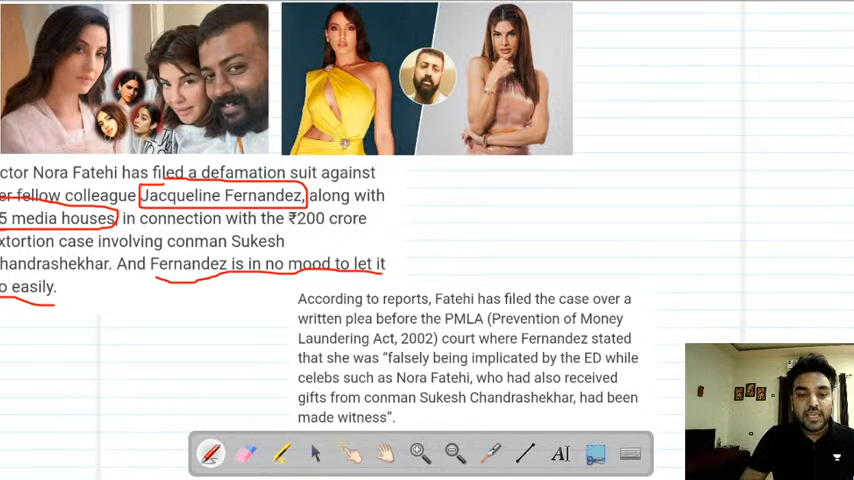 ctor Nora Fatehi has filed a defamation suit against
er fellow colleague Jacqueline Fernandez, along with
5 media houses, in connection with the ₹200 crore
xtortion case involving conman Sukesh
handrashekhar. And Fernandez is in no mood to let it
o easily.
According to reports, Fatehi has filed the case over a
written plea before the PMLA (Prevention of Money
Laundering Act, 2002) court where Fernandez stated
that she was “falsely being implicated by the ED while
celebs such as Nora Fatehi, who had also received
gifts from conman Sukesh Chandrashekhar, had been
made witness”.
AI